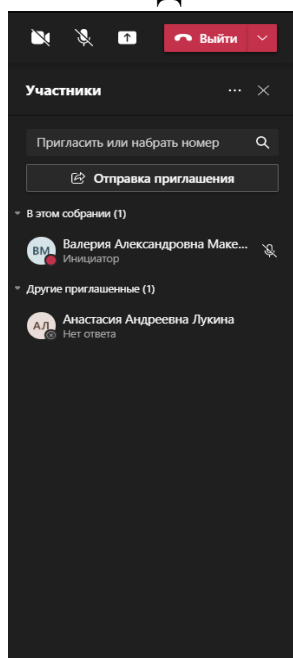 Выйти
Участники
Пригласить или набрать номер
Отправка приглашения
В этом собрании (1)
ВМ
Валерия Александровна Маке...
Инициатор
Другие приглашенные (1)
АЛ
Анастасия Андреевна Лукина
Нет ответа